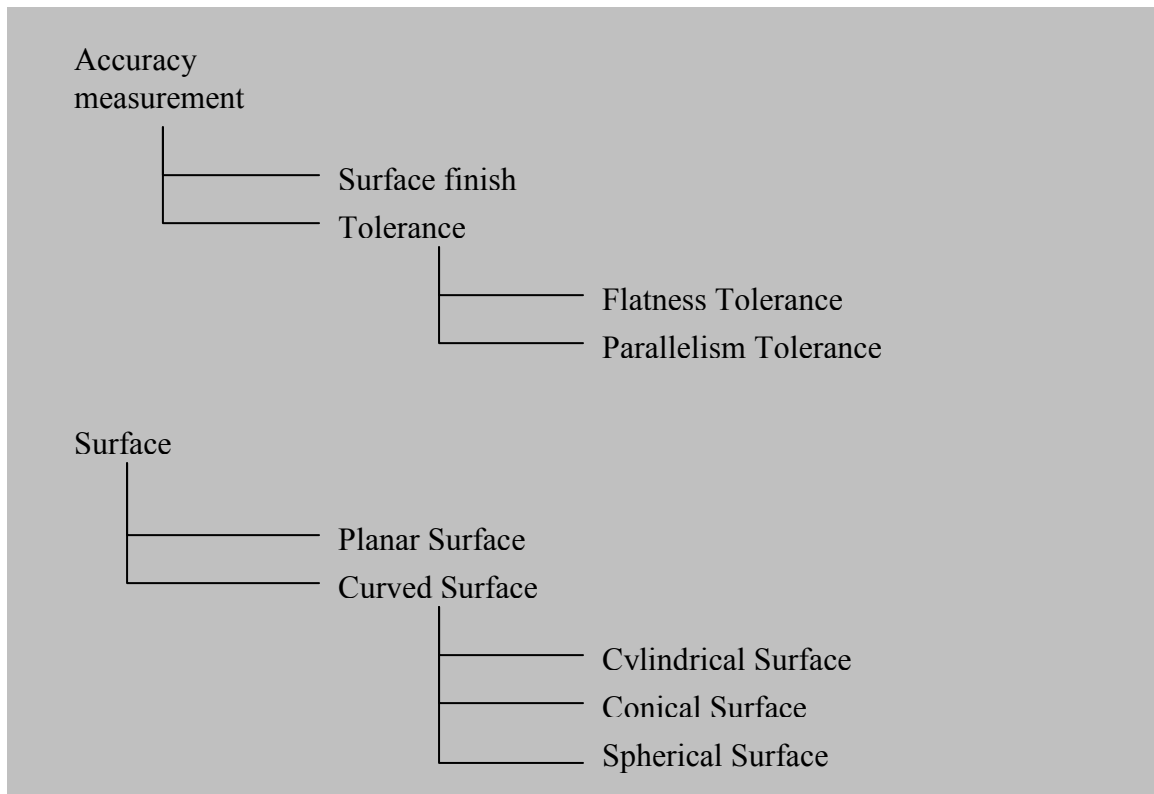 Accuracy
measurement
Surface finish
Tolerance
Flatness Tolerance
Parallelism Tolerance
Surface
Planar Surface
Curved Surface
Cylindrical Surface
Conical Surface
Spherical Surface